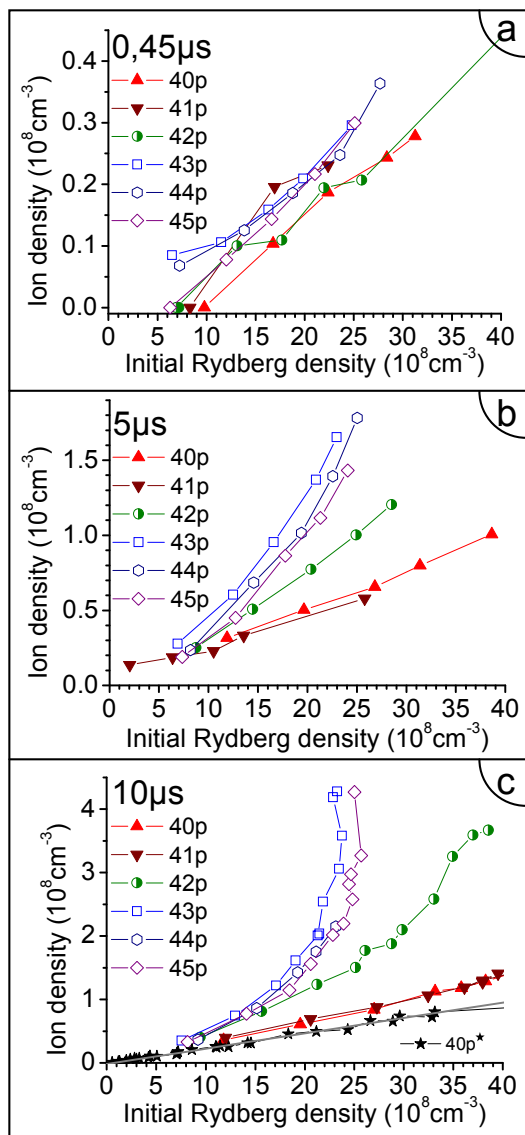 a
0,45µs
40p
41p
42p
43p
44p
45p
0.4
0.3
0.2
0.1
0.0
Ion density (10⁸cm⁻³)
0 5 10 15 20 25 30 35 40
Initial Rydberg density (10⁸cm⁻³)
b
5µs
40p
41p
42p
43p
44p
45p
1.5
1.0
0.5
0.0
Ion density (10⁸cm⁻³)
0 5 10 15 20 25 30 35 40
Initial Rydberg density (10⁸cm⁻³)
c
10µs
40p
41p
42p
43p
44p
45p
40p*
4
3
2
1
0
Ion density (10⁸cm⁻³)
0 5 10 15 20 25 30 35 40
Initial Rydberg density (10⁸cm⁻³)